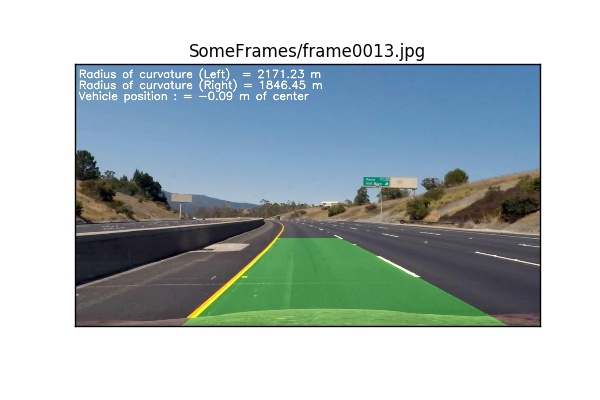 SomeFrames/frame0013.jpg
Radius of curvature (Left)  = 2171.23 m
Radius of curvature (Right) = 1846.45 m
Vehicle position : = −0.09 m of center